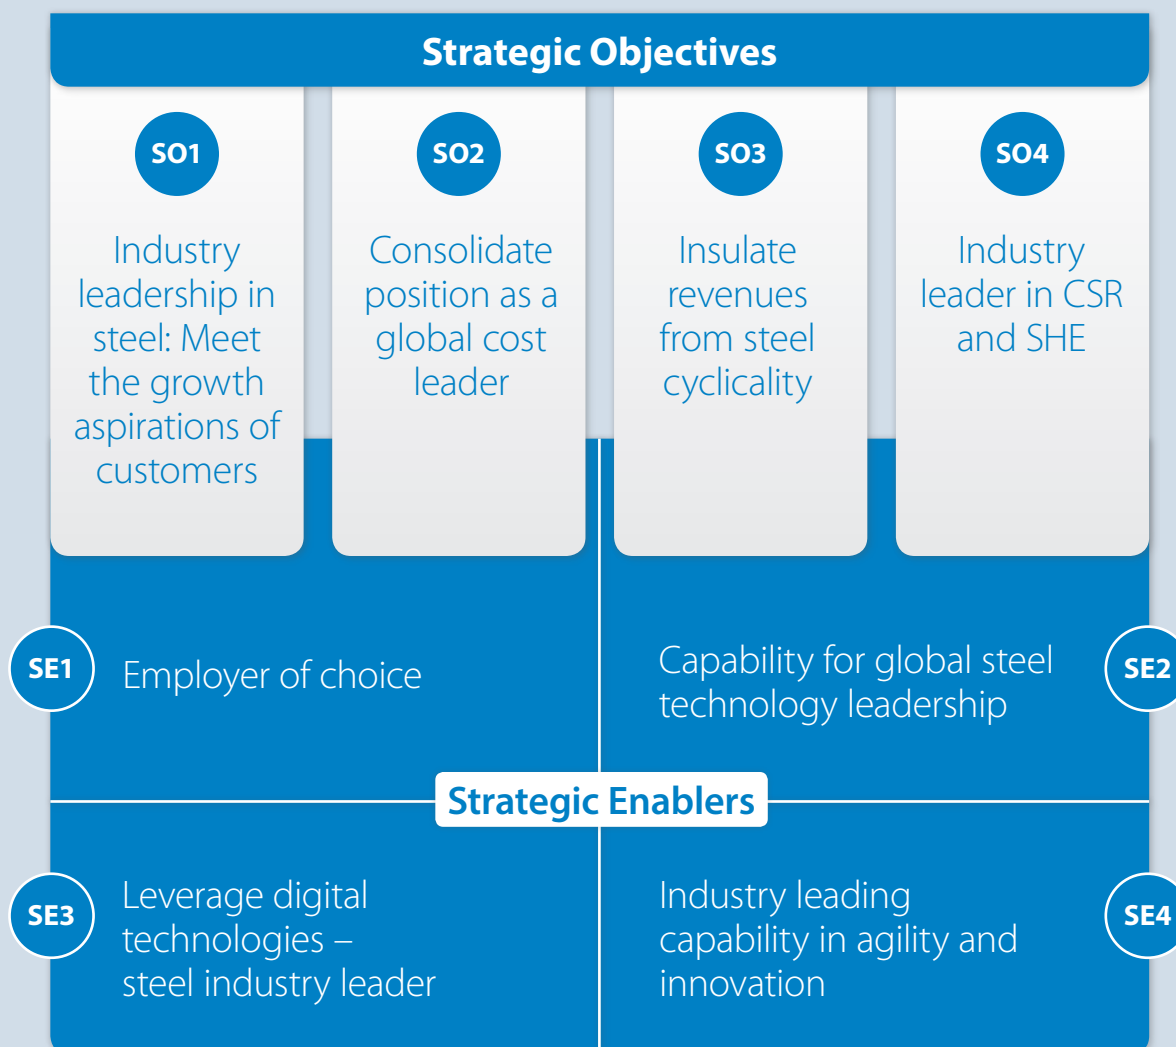 Strategic Objectives
SO1
Industry
leadership in
steel: Meet
the growth
aspirations of
customers
SO2
Consolidate
position as a
global cost
leader
SO3
Insulate
revenues
from steel
cyclicality
SO4
Industry
leader in CSR
and SHE
SE1
Employer of choice
SE2
Capability for global steel
technology leadership
Strategic Enablers
SE3
Leverage digital
technologies –
steel industry leader
SE4
Industry leading
capability in agility and
innovation